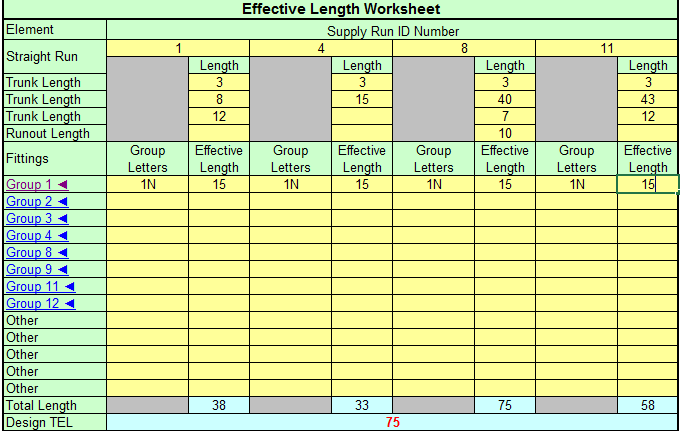 Effective Length Worksheet
Element Supply Run ID Number
Straight Run 1 4 8 11
Length Length Length Length
Trunk Length 3 3 3 3
Trunk Length 8 15 40 43
Trunk Length 12 7 12
Runout Length 10
Fittings Group Letters Effective Length Group Letters Effective Length Group Letters Effective Length Group Letters Effective Length
Group 1 ◄ 1N 15 1N 15 1N 15 1N 15
Group 2 ◄
Group 3 ◄
Group 4 ◄
Group 8 ◄
Group 9 ◄
Group 11 ◄
Group 12 ◄
Other
Other
Other
Other
Other
Total Length 38 33 75 58
Design TEL 75